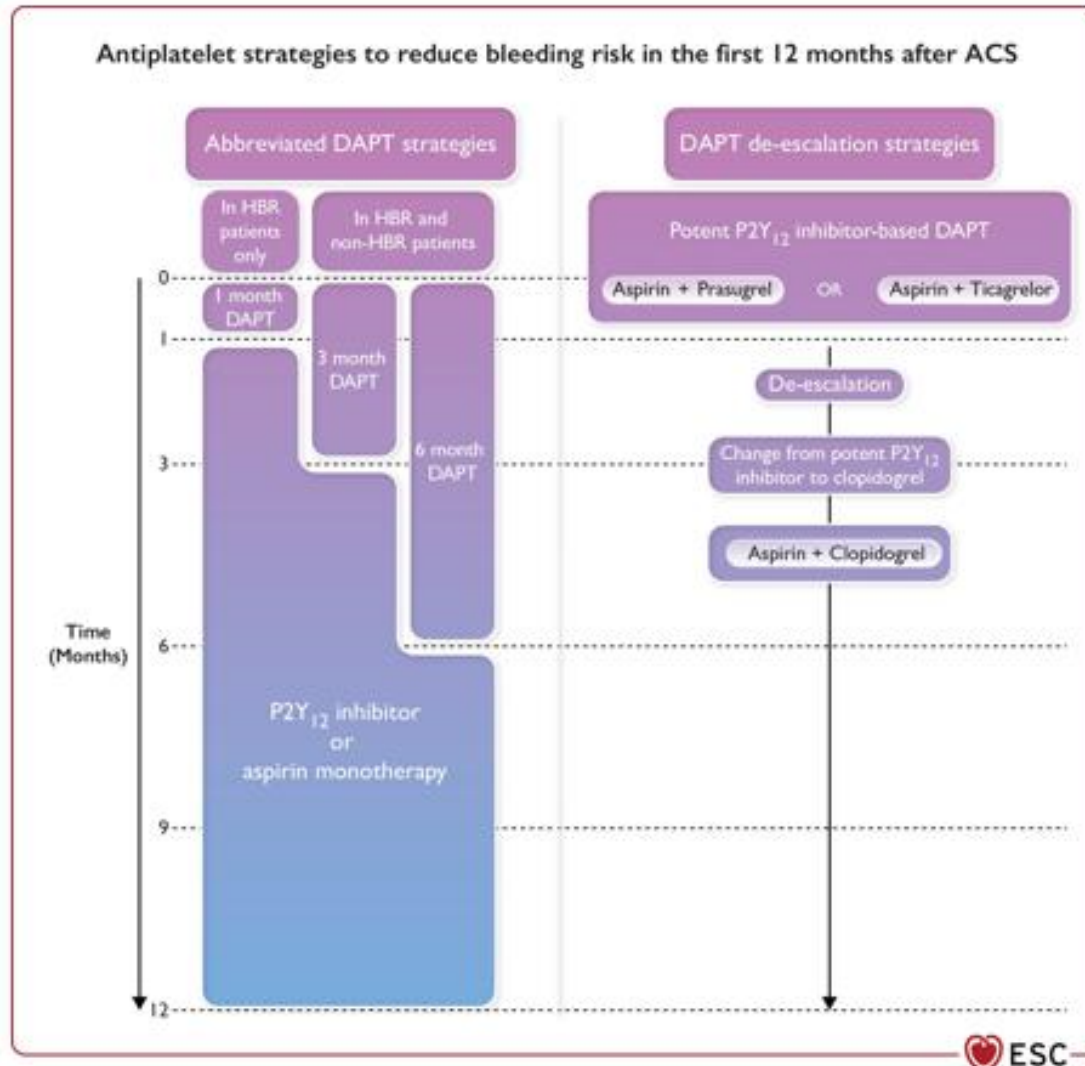 Antiplatelet strategies to reduce bleeding risk in the first 12 months after ACS
Abbreviated DAPT strategies
In HBR
patients
only
In HBR and
non-HBR patients
0
1 month
DAPT
1
3 month
DAPT
3
6 month
DAPT
Time
(Months)
6
P2Y12 inhibitor
or
aspirin monotherapy
9
12
DAPT de-escalation strategies
Potent P2Y12 inhibitor-based DAPT
Aspirin + Prasugrel OR Aspirin + Ticagrelor
De-escalation
Change from potent P2Y12
inhibitor to clopidogrel
Aspirin + Clopidogrel
ESC